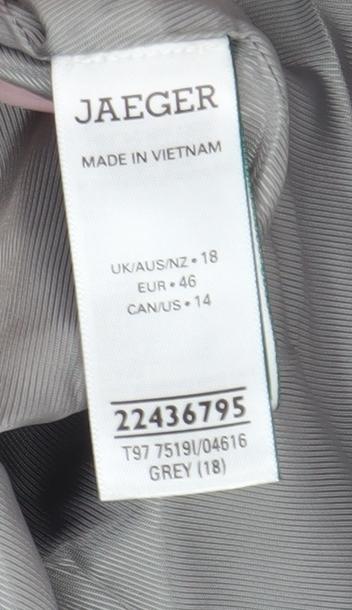 JAEGER
MADE IN VIETNAM
UK/AUS/NZ • 18
EUR • 46
CAN/US • 14
22436795
T97 7519I/04616
GREY (18)